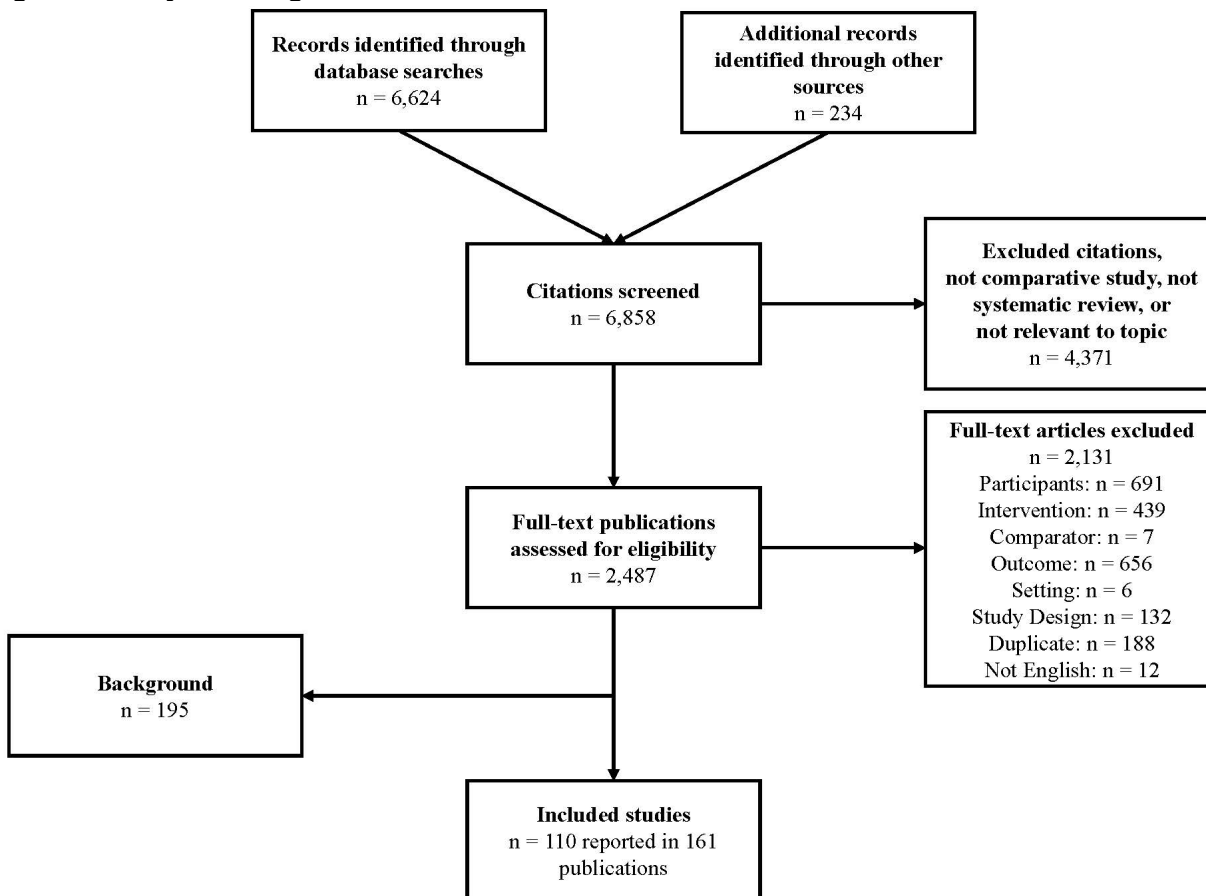 Records identified through
database searches
n = 6,624
Additional records
identified through other
sources
n = 234
Citations screened
n = 6,858
Excluded citations,
not comparative study, not
systematic review, or
not relevant to topic
n = 4,371
Full-text publications
assessed for eligibility
n = 2,487
Full-text articles excluded
n = 2,131
Participants: n = 691
Intervention: n = 439
Comparator: n = 7
Outcome: n = 656
Setting: n = 6
Study Design: n = 132
Duplicate: n = 188
Not English: n = 12
Background
n = 195
Included studies
n = 110 reported in 161
publications